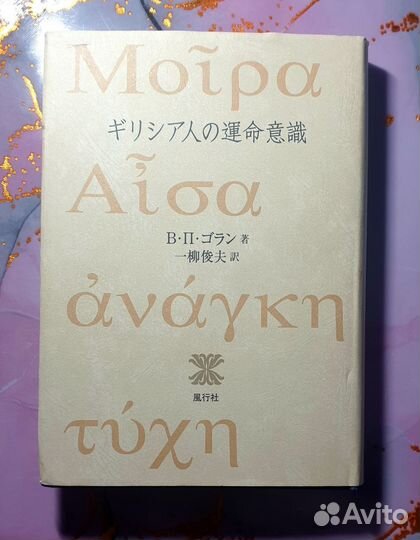 Μοῖρα
ギリシア人の運命意識
Αἶσα
В・П・ゴラン 著
一柳俊夫 訳
ἀνάγκη
風行社
τύχη
Avito